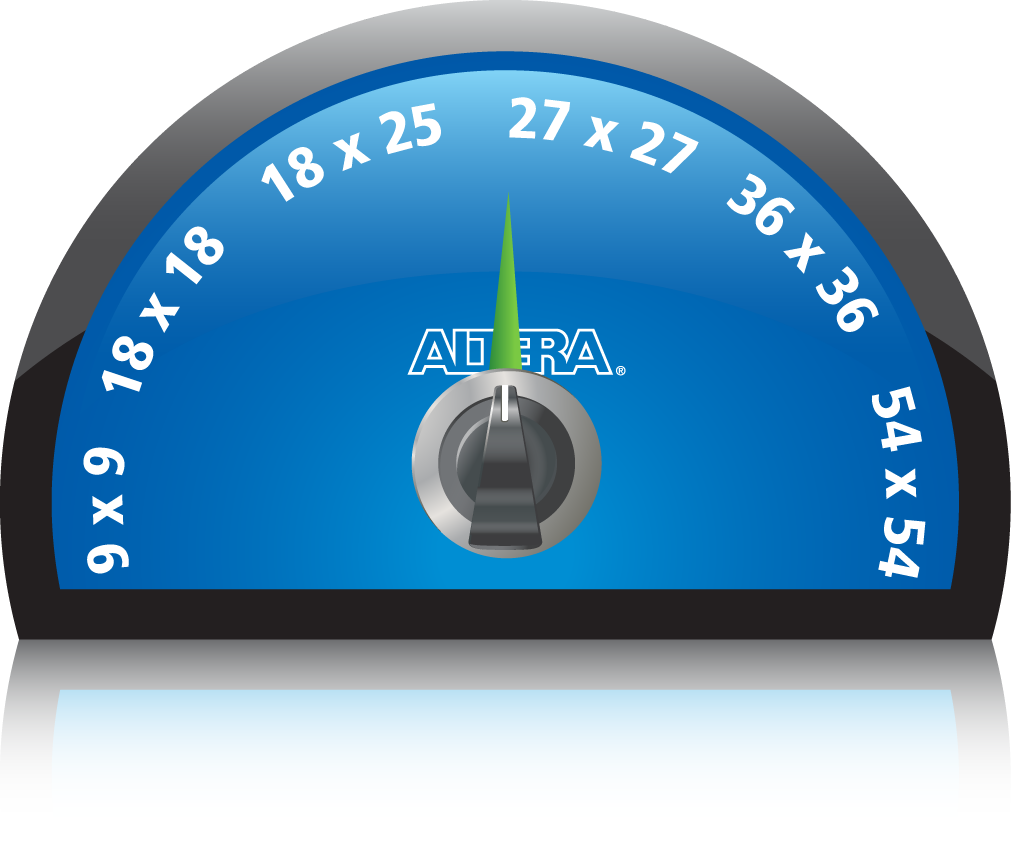 9 x 9
18 x 18
18 x 25
27 x 27
36 x 36
54 x 54
ALTERA®